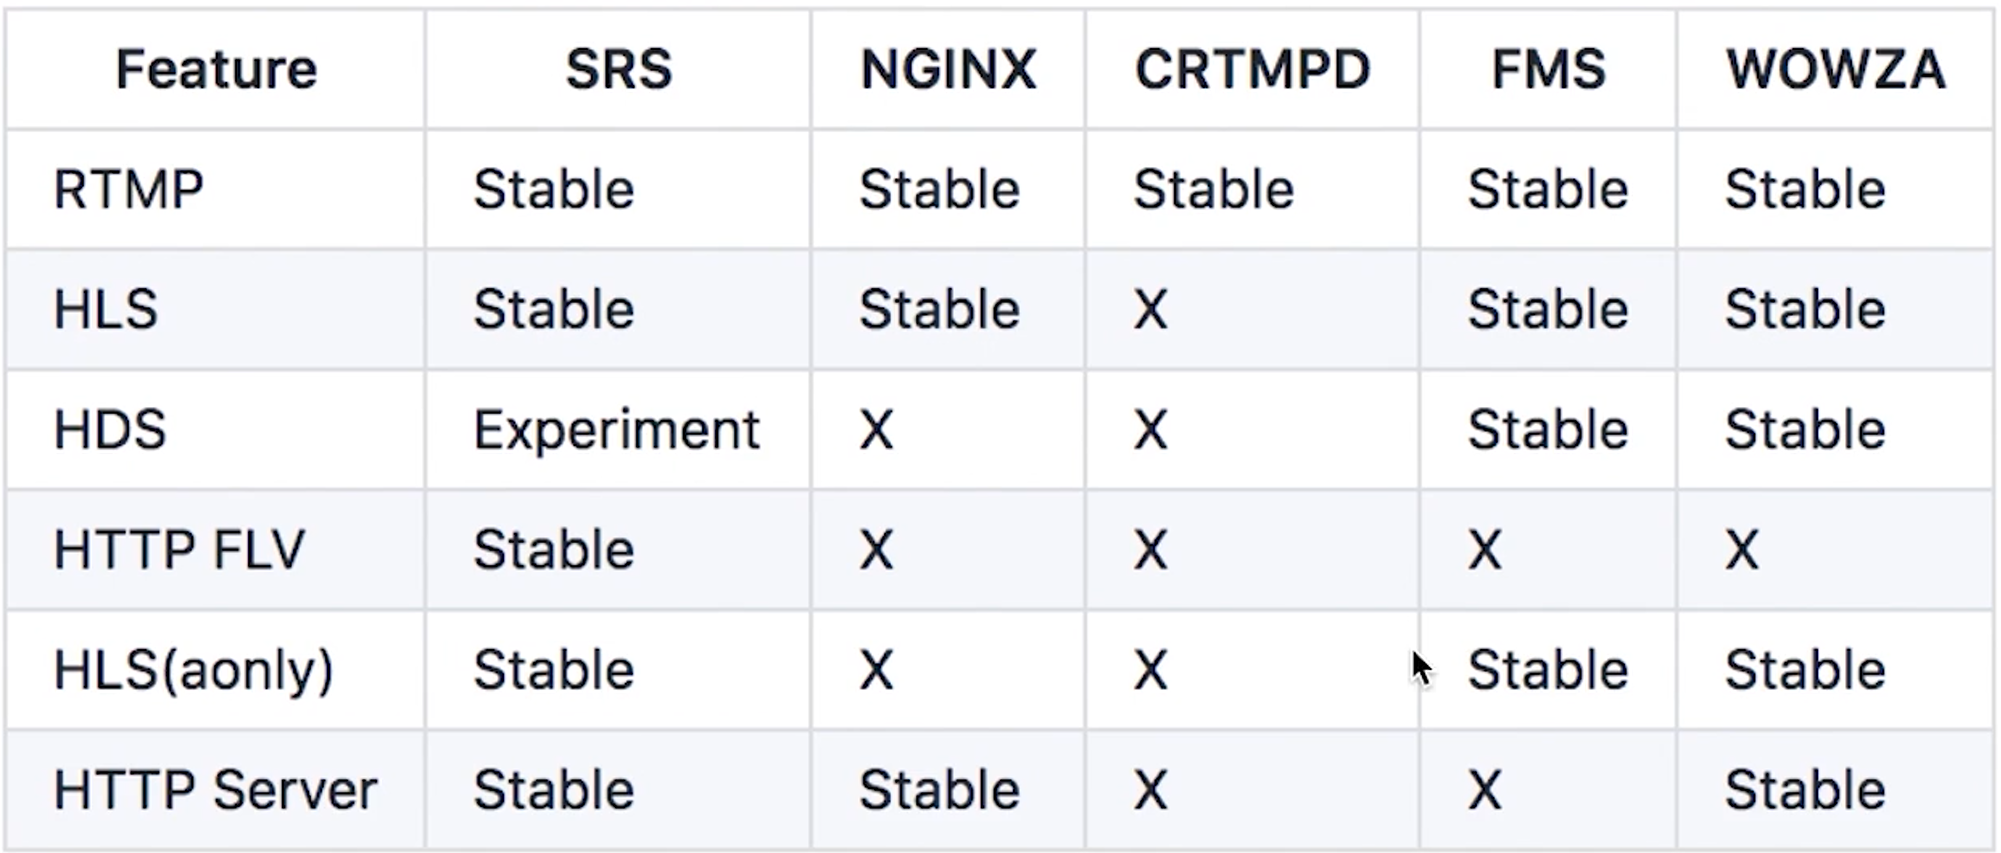 Feature SRS NGINX CRTMPD FMS WOWZA
RTMP Stable Stable Stable Stable Stable
HLS Stable Stable X Stable Stable
HDS Experiment X X Stable Stable
HTTP FLV Stable X X X X
HLS(aonly) Stable X X Stable Stable
HTTP Server Stable Stable X X Stable